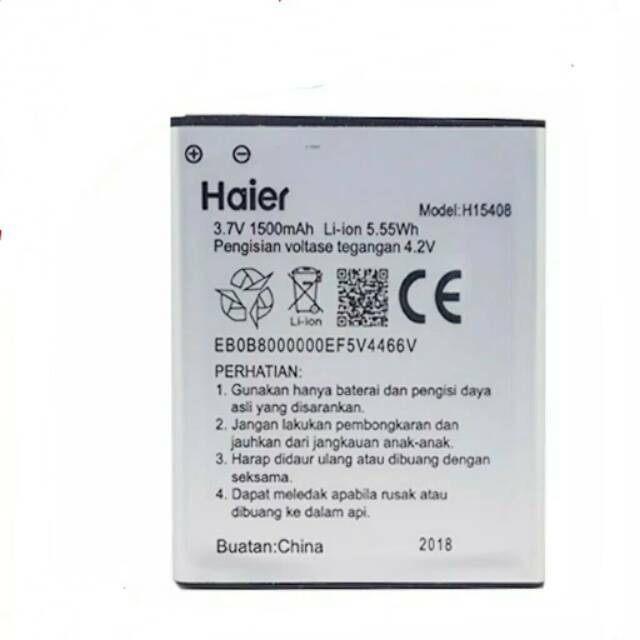 Haier
Model:H15408
3.7V 1500mAh Li-ion 5.55Wh
Pengisian voltase tegangan 4.2V
Li-ion
CE
EB0B8000000EF5V4466V
PERHATIAN:
1. Gunakan hanya baterai dan pengisi daya
asli yang disarankan.
2. Jangan lakukan pembongkaran dan
jauhkan dari jangkauan anak-anak.
3. Harap didaur ulang atau dibuang dengan
seksama.
4. Dapat meledak apabila rusak atau
dibuang ke dalam api.
Buatan:China 2018